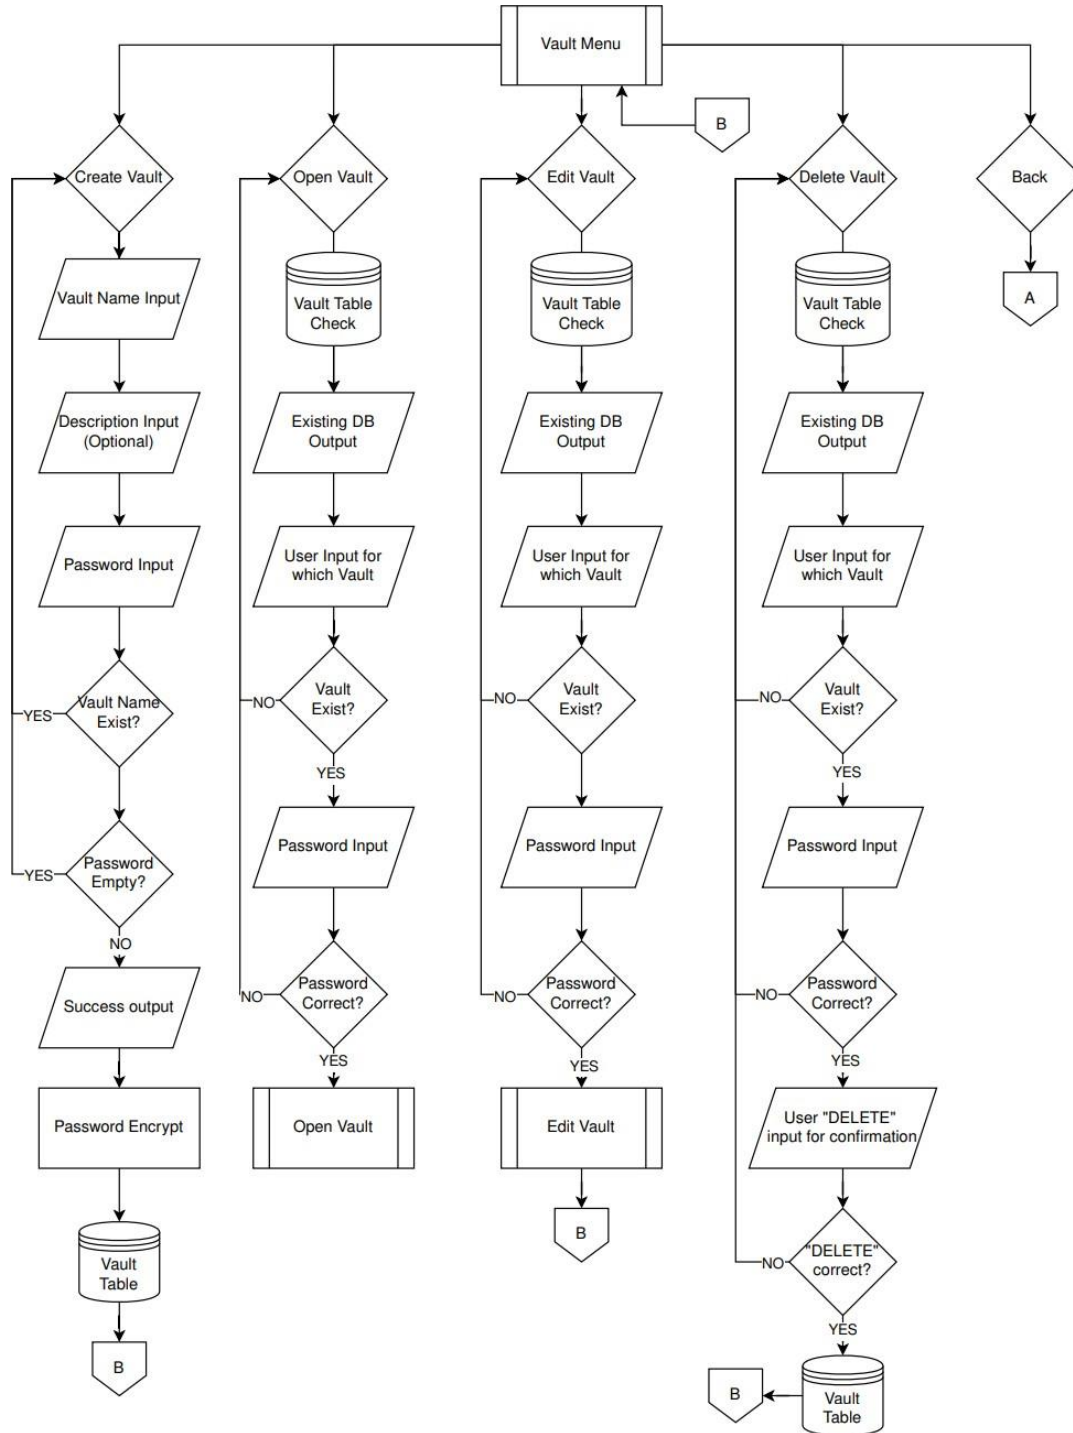 Vault Menu
B
Create Vault
Open Vault
Edit Vault
Delete Vault
Back
Vault Name Input
Vault Table
Check
Vault Table
Check
Vault Table
Check
A
Description Input
(Optional)
Existing DB
Output
Existing DB
Output
Existing DB
Output
Password Input
User Input for
which Vault
User Input for
which Vault
User Input for
which Vault
Vault Name
Exist?
YES
Vault
Exist?
NO
Vault
Exist?
NO
Vault
Exist?
NO
YES
YES
Password
Empty?
YES
Password Input
Password Input
Password Input
NO
Success output
Password
Correct?
NO
Password
Correct?
NO
Password
Correct?
NO
YES
YES
YES
Password Encrypt
Open Vault
Edit Vault
User "DELETE"
input for confirmation
Vault
Table
B
"DELETE"
correct?
NO
YES
B
B
Vault
Table